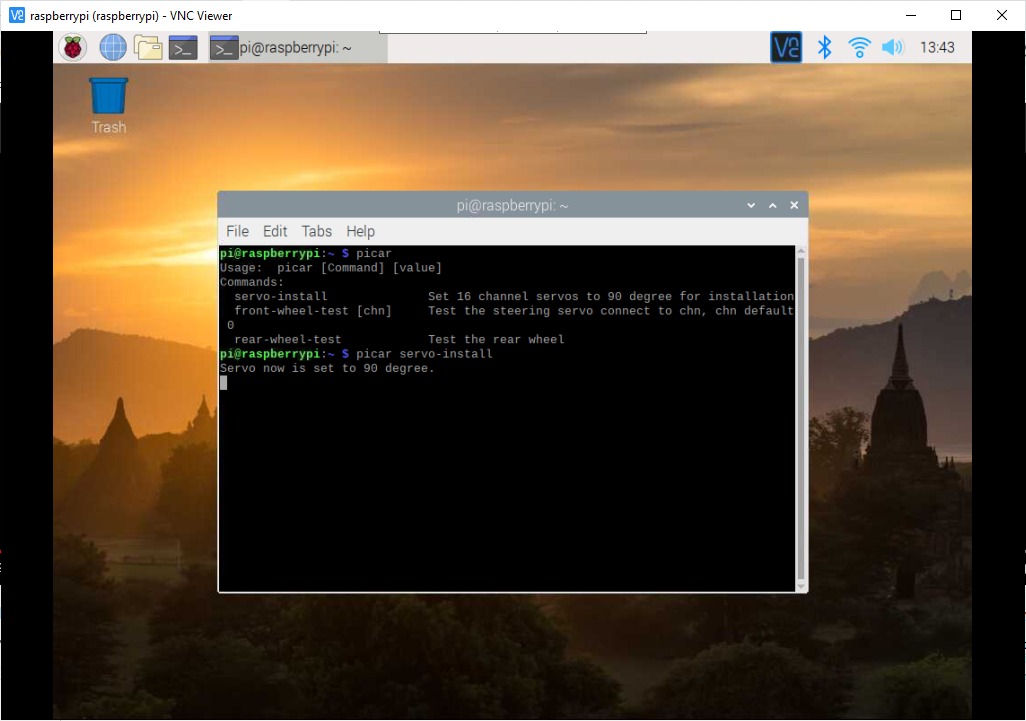 raspberrypi (raspberrypi) - VNC Viewer
pi@raspberrypi: ~
13:43
Trash
pi@raspberrypi: ~
File Edit Tabs Help
pi@raspberrypi:~ $ picar
Usage:  picar [Command] [value]
Commands:
  servo-install              Set 16 channel servos to 90 degree for installation
  front-wheel-test [chn]     Test the steering servo connect to chn, chn default
 0
  rear-wheel-test            Test the rear wheel
pi@raspberrypi:~ $ picar servo-install
Servo now is set to 90 degree.